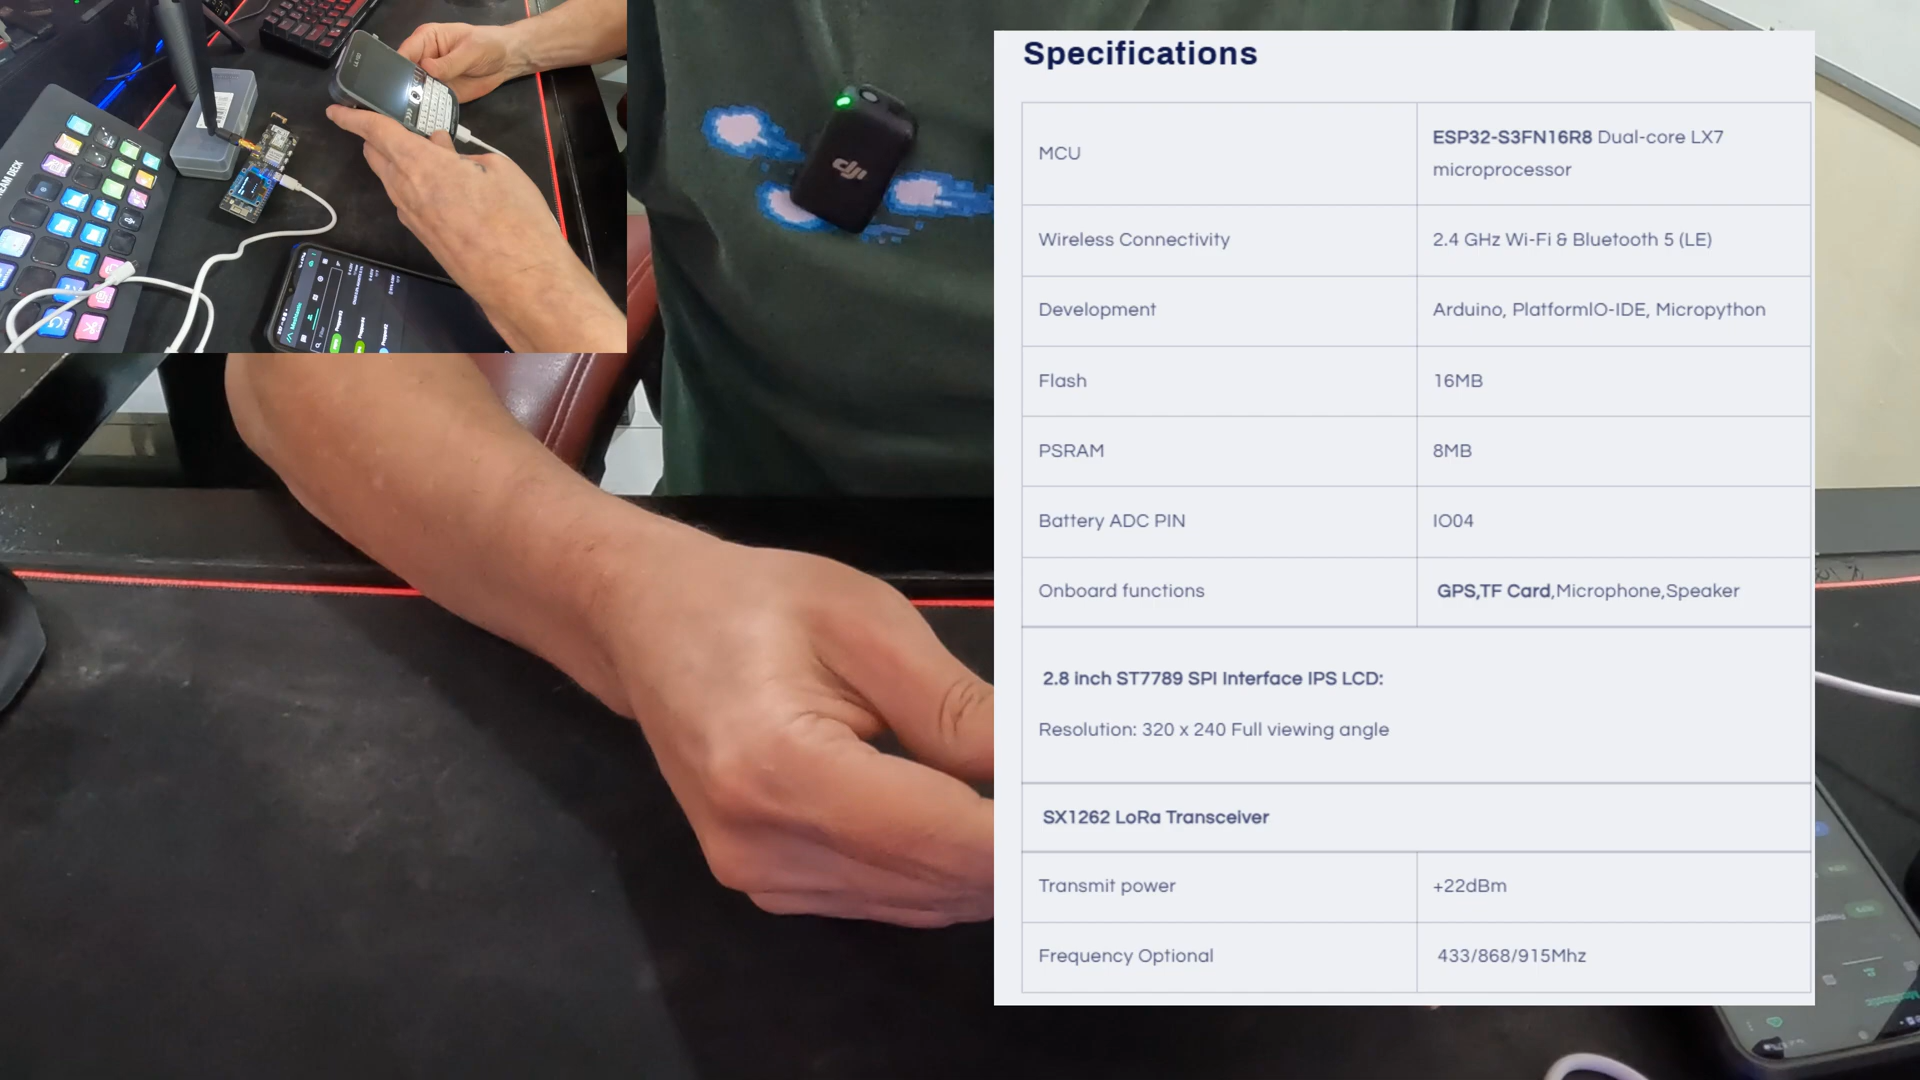 Specifications
MCU
ESP32-S3FN16R8 Dual-core LX7
microprocessor
Wireless Connectivity
2.4 GHz Wi-Fi & Bluetooth 5 (LE)
Development
Arduino, PlatformlO-IDE, Micropython
Flash
16MB
PSRAM
8MB
Battery ADC PIN
IO04
Onboard functions
GPS,TF Card,Microphone,Speaker
2.8 inch ST7789 SPI Interface IPS LCD:
Resolution: 320 x 240 Full viewing angle
SX1262 LoRa Transceiver
Transmit power
+22dBm
Frequency Optional
433/868/915Mhz
dji